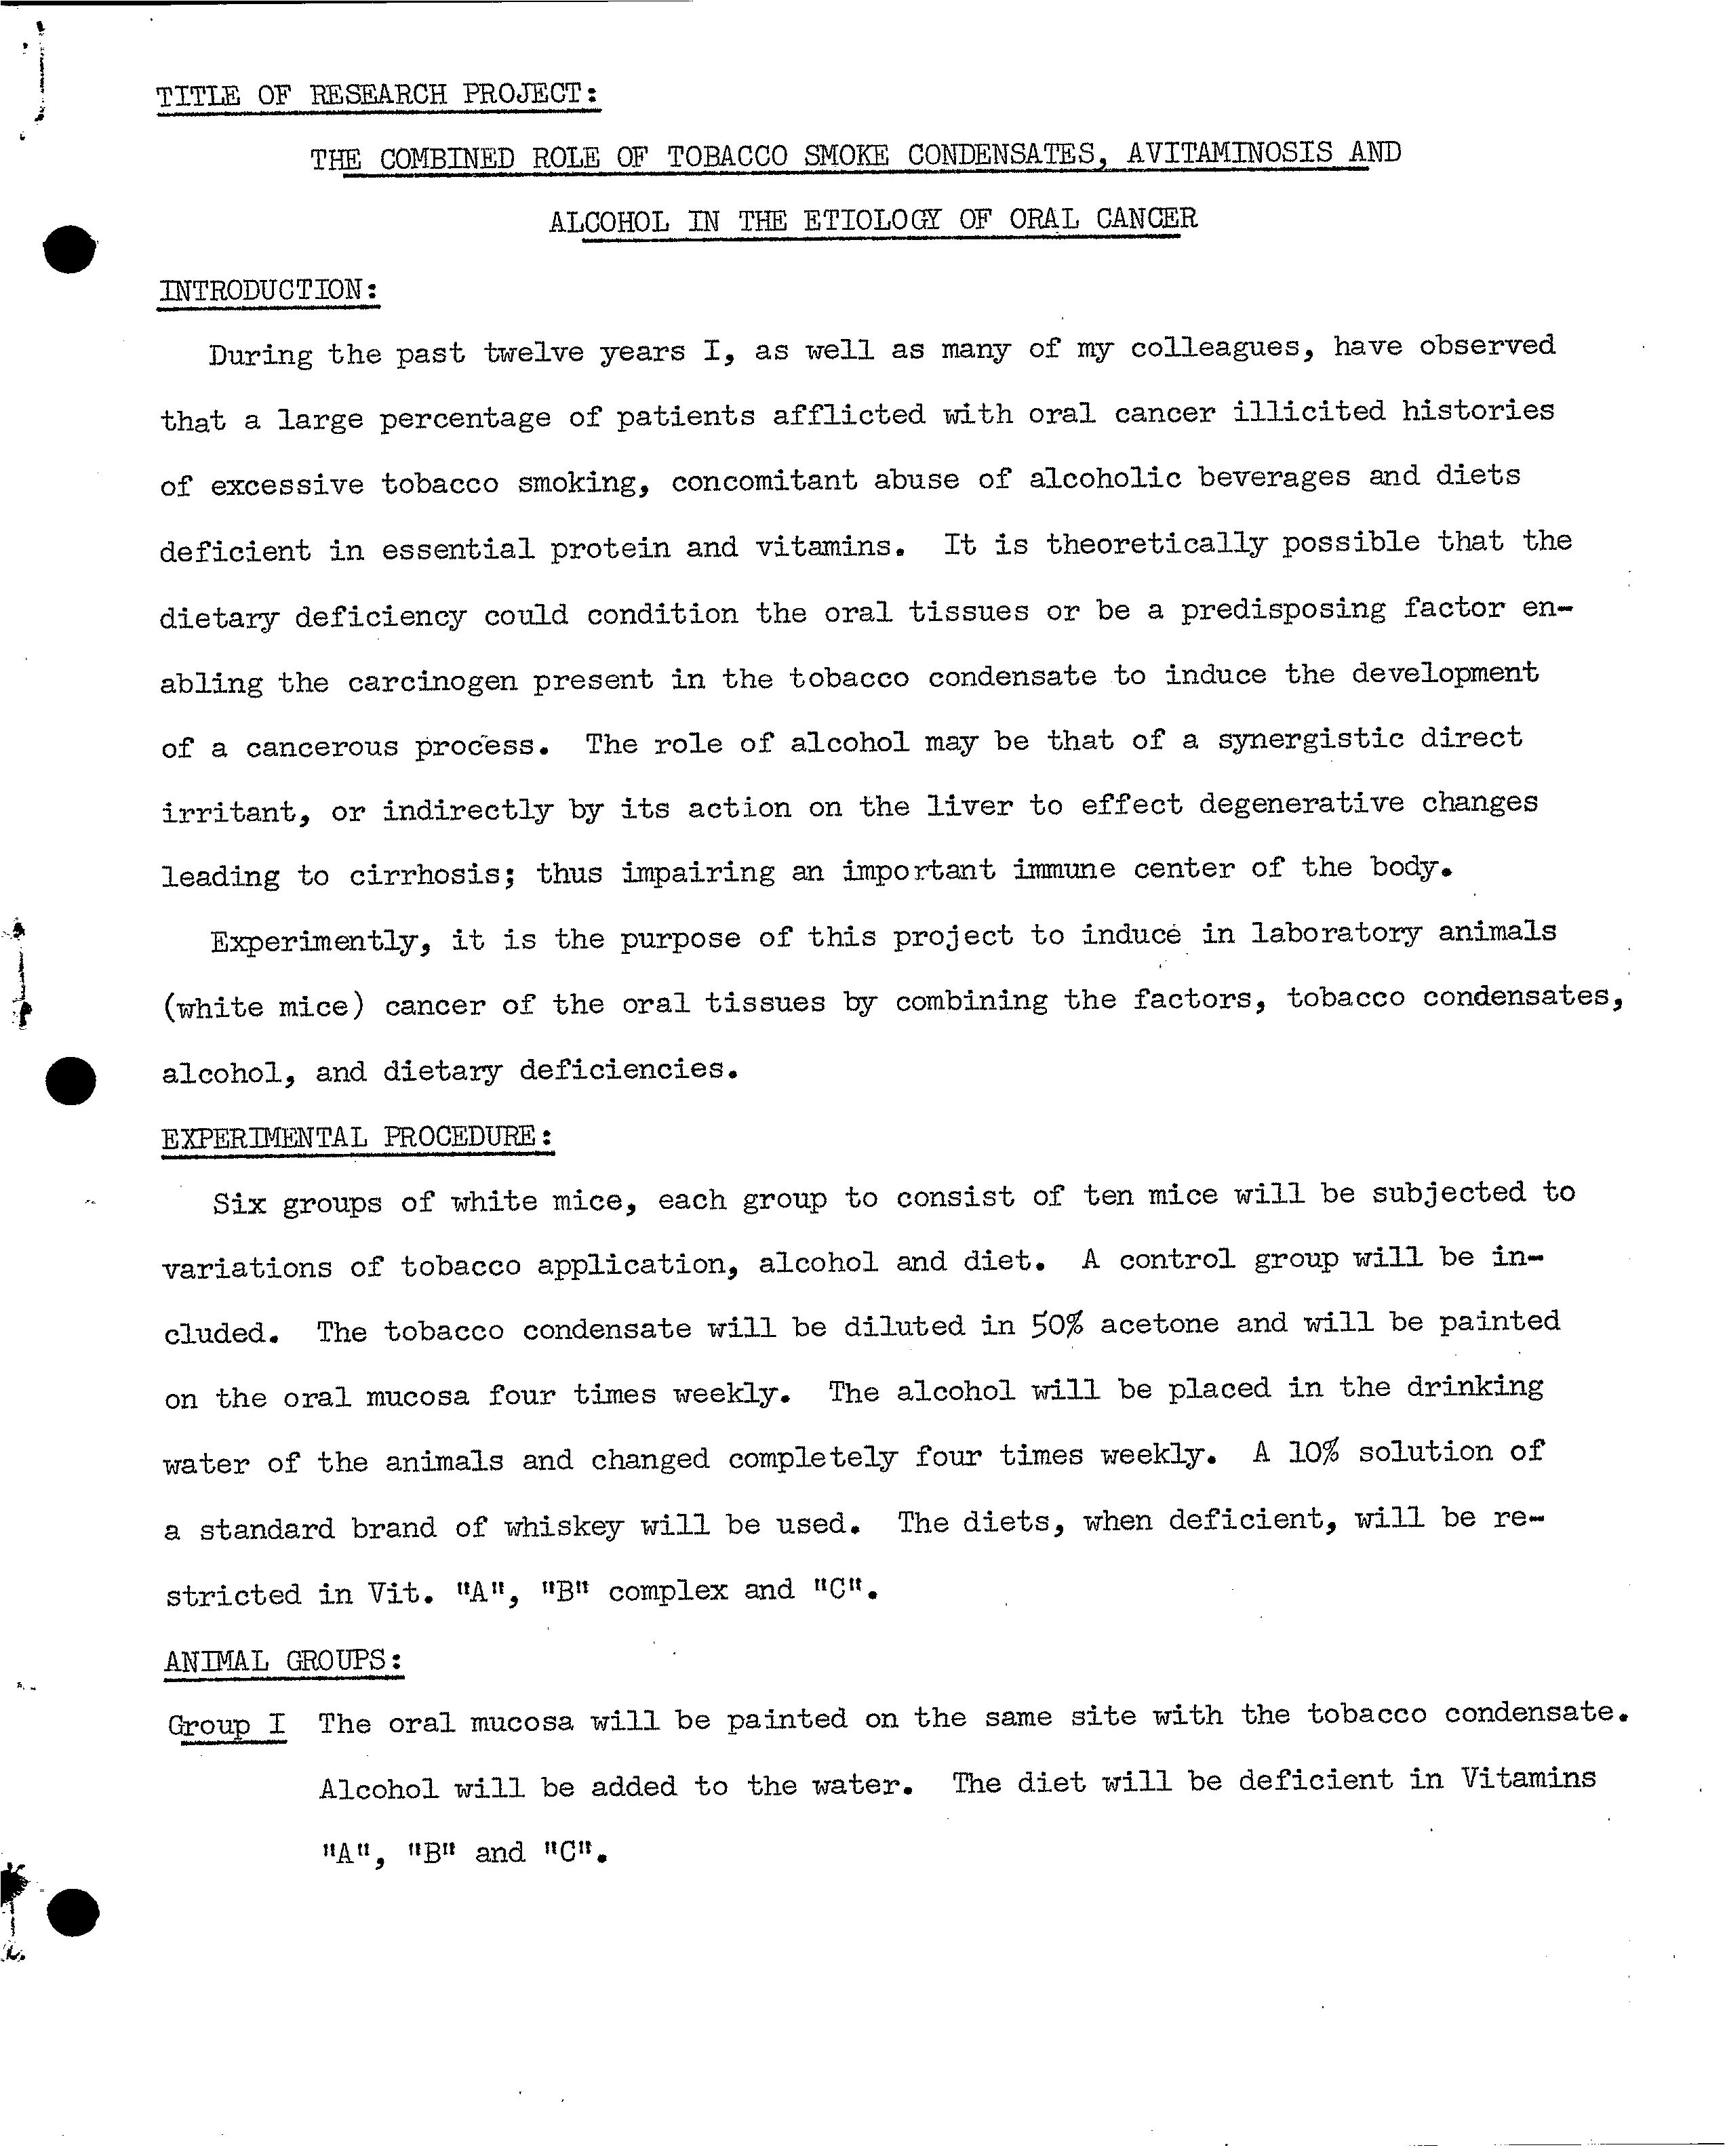 TITLE OF RESEARCH PROJECT:
THE COMBINED ROLE OF TOBACCO SMOKE CONDENSATES, AVITAMINOSIS AND
ALCOHOL IN THE ETIOLOGY OF ORAL CANCER
INTRODUCTION:
During the past twelve years I, as well as many of my colleagues, have observed
that a large percentage of patients afflicted with oral cancer illicited histories
of excessive tobacco smoking, concomitant abuse of alcoholic beverages and diets
deficient in essential protein and vitamins. It is theoretically possible that the
dietary deficiency could condition the oral tissues or be a predisposing factor en-
abling the carcinogen present in the tobacco condensate to induce the development
of a cancerous process. The role of alcohol may be that of a synergistic direct
irritant, or indirectly by its action on the liver to effect degenerative changes
leading to cirrhosis; thus impairing an important immune center of the body.
Experimently, it is the purpose of this project to induce in laboratory animals
(white mice) cancer of the oral tissues by combining the factors, tobacco condensates,
alcohol, and dietary deficiencies.
EXPERIMENTAL PROCEDURE:
Six groups of white mice, each group to consist of ten mice will be subjected to
variations of tobacco application, alcohol and diet. A control group will be in-
cluded. The tobacco condensate will be diluted in 50% acetone and will be painted
on the oral mucosa four times weekly. The alcohol will be placed in the drinking
water of the animals and changed completely four times weekly. A 10% solution of
a standard brand of whiskey will be used. The diets, when deficient, will be re-
stricted in Vit. "A", "B" complex and "C".
ANIMAL GROUPS:
Group I The oral mucosa will be painted on the same site with the tobacco condensate.
Alcohol will be added to the water. The diet will be deficient in Vitamins
"A", "B" and "C".